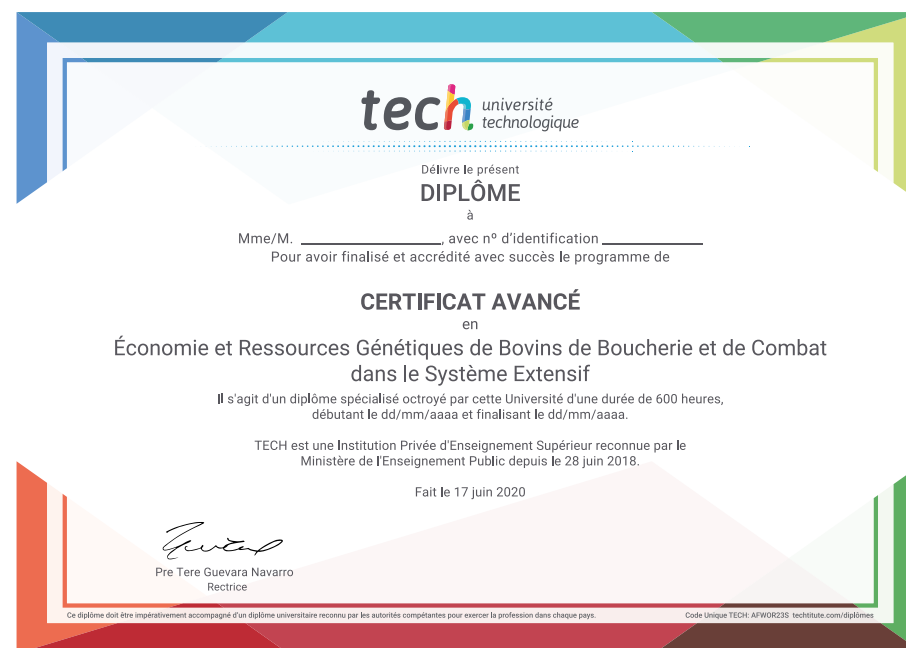 tech université
technologique
Délivre le présent
DIPLÔME
à
Mme/M. ____________________, avec nº d'identification ______________
Pour avoir finalisé et accrédité avec succès le programme de
CERTIFICAT AVANCÉ
en
Économie et Ressources Génétiques de Bovins de Boucherie et de Combat
dans le Système Extensif
Il s'agit d'un diplôme spécialisé octroyé par cette Université d'une durée de 600 heures,
débutant le dd/mm/aaaa et finalisant le dd/mm/aaaa.
TECH est une Institution Privée d'Enseignement Supérieur reconnue par le
Ministère de l'Enseignement Public depuis le 28 juin 2018.
Fait le 17 juin 2020
Pre Tere Guevara Navarro
Rectrice
Ce diplôme doit être impérativement accompagné d'un diplôme universitaire reconnu par les autorités compétentes pour exercer la profession dans chaque pays. Code Unique TECH: AFWOR23S techtitute.com/diplômes